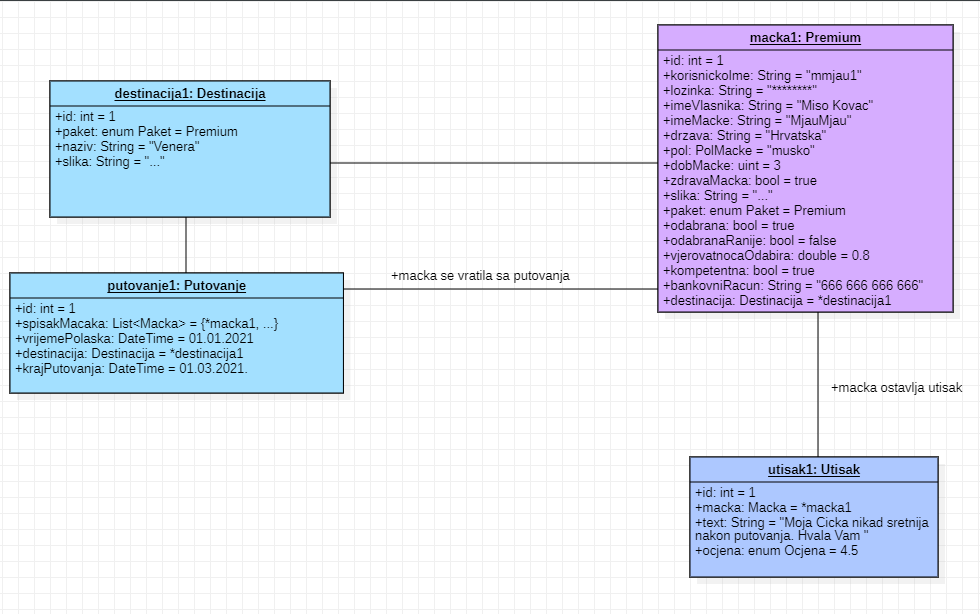 macka1: Premium
+id: int = 1
+korisnickoIme: String = "mmjau1"
+lozinka: String = "********"
+imeVlasnika: String = "Miso Kovac"
+imeMacke: String = "MjauMjau"
+drzava: String = "Hrvatska"
+pol: PolMacke = "musko"
+dobMacke: uint = 3
+zdravaMacka: bool = true
+slika: String = "..."
+paket: enum Paket = Premium
+odabrana: bool = true
+odabranaRanije: bool = false
+vjerovatnocaOdabira: double = 0.8
+kompetentna: bool = true
+bankovniRacun: String = "666 666 666 666"
+destinacija: Destinacija = *destinacija1
destinacija1: Destinacija
+id: int = 1
+paket: enum Paket = Premium
+naziv: String = "Venera"
+slika: String = "..."
putovanje1: Putovanje
+id: int = 1
+spisakMacaka: List<Macka> = {*macka1, ...}
+vrijemePolaska: DateTime = 01.01.2021
+destinacija: Destinacija = *destinacija1
+krajPutovanja: DateTime = 01.03.2021.
+macka se vratila sa putovanja
+macka ostavlja utisak
utisak1: Utisak
+id: int = 1
+macka: Macka = *macka1
+text: String = "Moja Cicka nikad sretnija
nakon putovanja. Hvala Vam "
+ocjena: enum Ocjena = 4.5